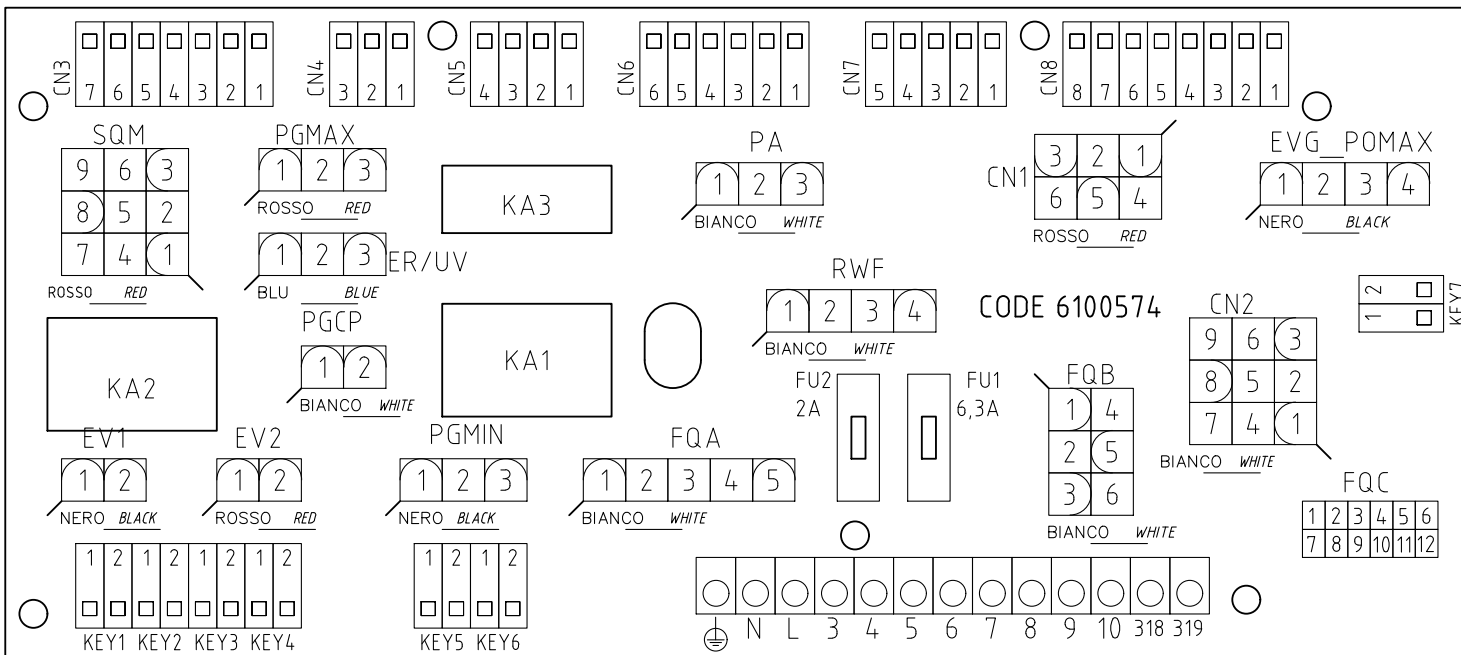 CN3
7 6 5 4 3 2 1
CN4
3 2 1
CN5
4 3 2 1
CN6
6 5 4 3 2 1
CN7
5 4 3 2 1
CN8
8 7 6 5 4 3 2 1
SQM
9 6 3
8 5 2
7 4 1
ROSSO RED
PGMAX
1 2 3
ROSSO RED
1 2 3
ER/UV
BLU BLUE
PGCP
1 2
BIANCO WHITE
KA3
KA1
KA2
PA
1 2 3
BIANCO WHITE
CN1
3 2 1
6 5 4
ROSSO RED
EVG_POMAX
1 2 3 4
NERO BLACK
RWF
1 2 3 4
BIANCO WHITE
CODE 6100574
KEY7
2
1
CN2
9 6 3
8 5 2
7 4 1
BIANCO WHITE
FU2
2A
FU1
6,3A
FQB
1 4
2 5
3 6
BIANCO WHITE
EV1
1 2
NERO BLACK
EV2
1 2
ROSSO RED
PGMIN
1 2 3
NERO BLACK
FQA
1 2 3 4 5
BIANCO WHITE
FQC
1 2 3 4 5 6
7 8 9 10 11 12
1 2 1 2 1 2 1 2
KEY1 KEY2 KEY3 KEY4
1 2 1 2
KEY5 KEY6
N L 3 4 5 6 7 8 9 10 318 319